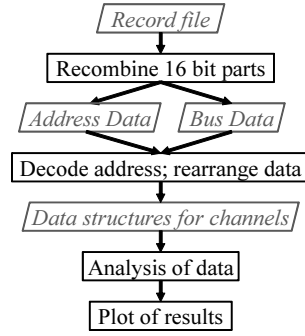 Record file
Recombine 16 bit parts
Address Data
Bus Data
Decode address; rearrange data
Data structures for channels
Analysis of data
Plot of results